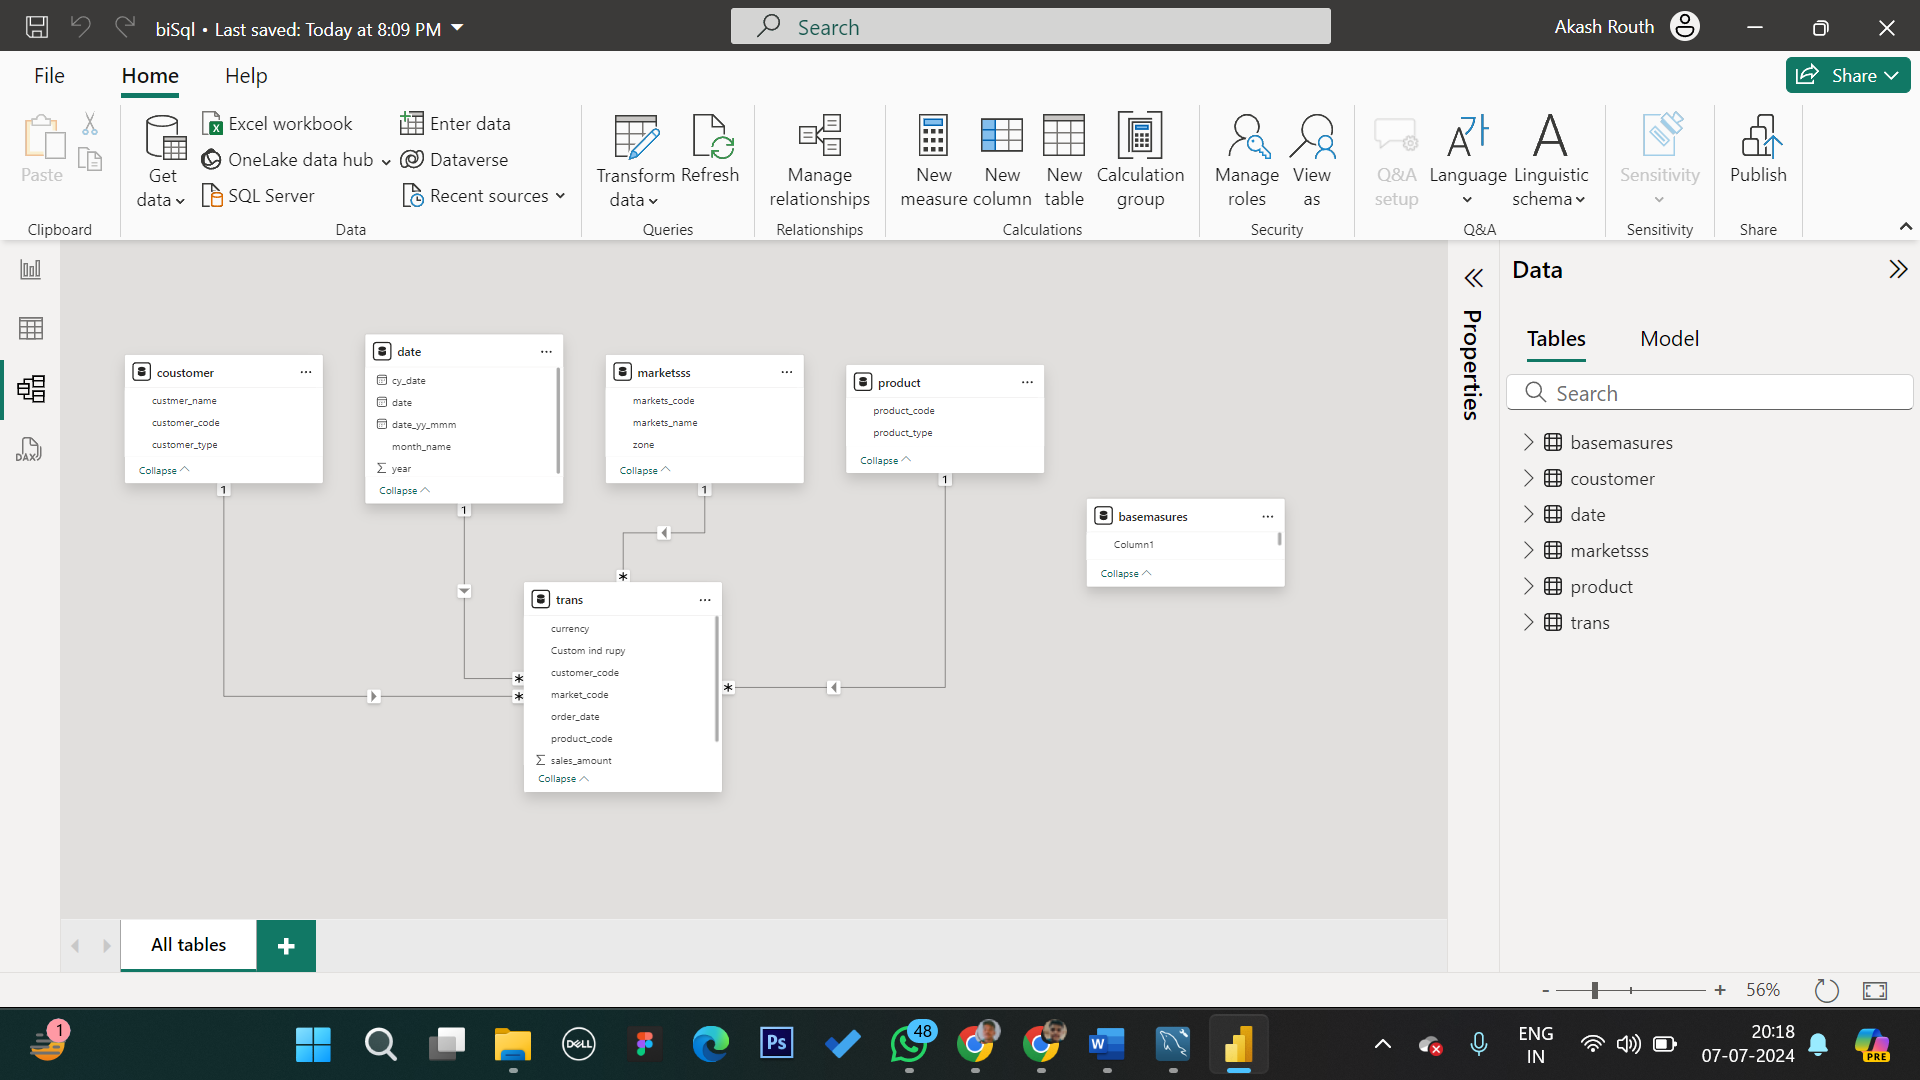 biSql • Last saved: Today at 8:09 PM
Search
Akash Routh
File
Home
Help
Share
Paste
Clipboard
Get data
Excel workbook
OneLake data hub
SQL Server
Enter data
Dataverse
Recent sources
Data
Transform data
Refresh
Queries
Manage relationships
Relationships
New measure
New column
New table
Calculation group
Calculations
Manage roles
View as
Security
Q&A setup
Language
Linguistic schema
Q&A
Sensitivity
Sensitivity
Publish
Share
DAX
coustomer
custmer_name
customer_code
customer_type
Collapse
1
date
cy_date
date
date_yy_mmm
month_name
Σ year
Collapse
1
marketsss
markets_code
markets_name
zone
Collapse
1
product
product_code
product_type
Collapse
1
basemasures
Column1
Collapse
*
trans
currency
Custom ind rupy
customer_code
market_code
order_date
product_code
Σ sales_amount
Collapse
*
*
*
Properties
Data
Tables
Model
Search
basemasures
coustomer
date
marketsss
product
trans
All tables
+
- + 56%
1
DELL
Ps
48
W
ENG
IN
20:18
07-07-2024
PRE